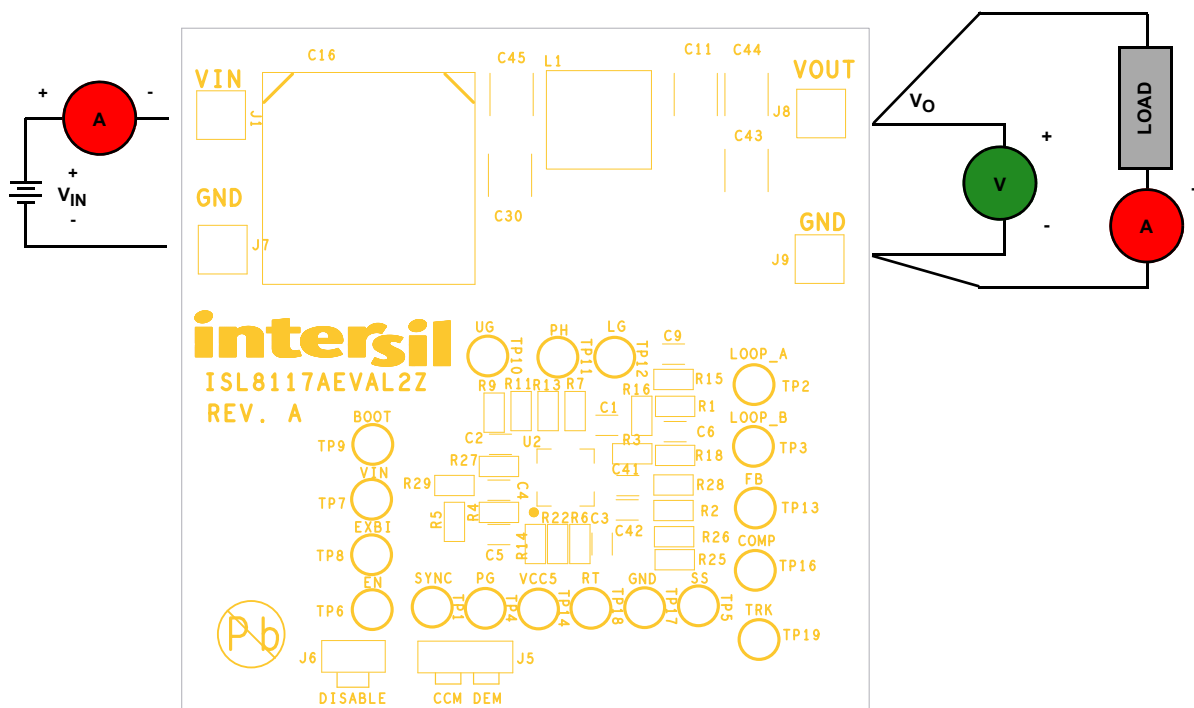 VIN
GND
C16
J1
J7
C45
C30
L1
C11
C44
C43
VOUT
J8
GND
J9
+
-
A
+
VIN
-
VO
+
V
-
LOAD
A
+
-
intersil
ISL8117AEVAL2Z
REV. A
UG
TP10
PH
TP11
LG
TP12
C9
R15
R1
C6
R18
R28
R2
R26
R25
LOOP_A
TP2
LOOP_B
TP3
FB
TP13
COMP
TP16
TRK
TP19
R9
R11
R13
R7
C1
R16
R3
C41
C42
C2
U2
R27
R29
C4
R4
R5
C5
R14
R22
R6
C3
BOOT
TP9
VIN
TP7
EXBI
TP8
EN
TP6
SYNC
TP1
PG
TP4
VCC5
TP14
RT
TP18
GND
TP17
SS
TP5
Pb
J6
DISABLE
J5
CCM DEM